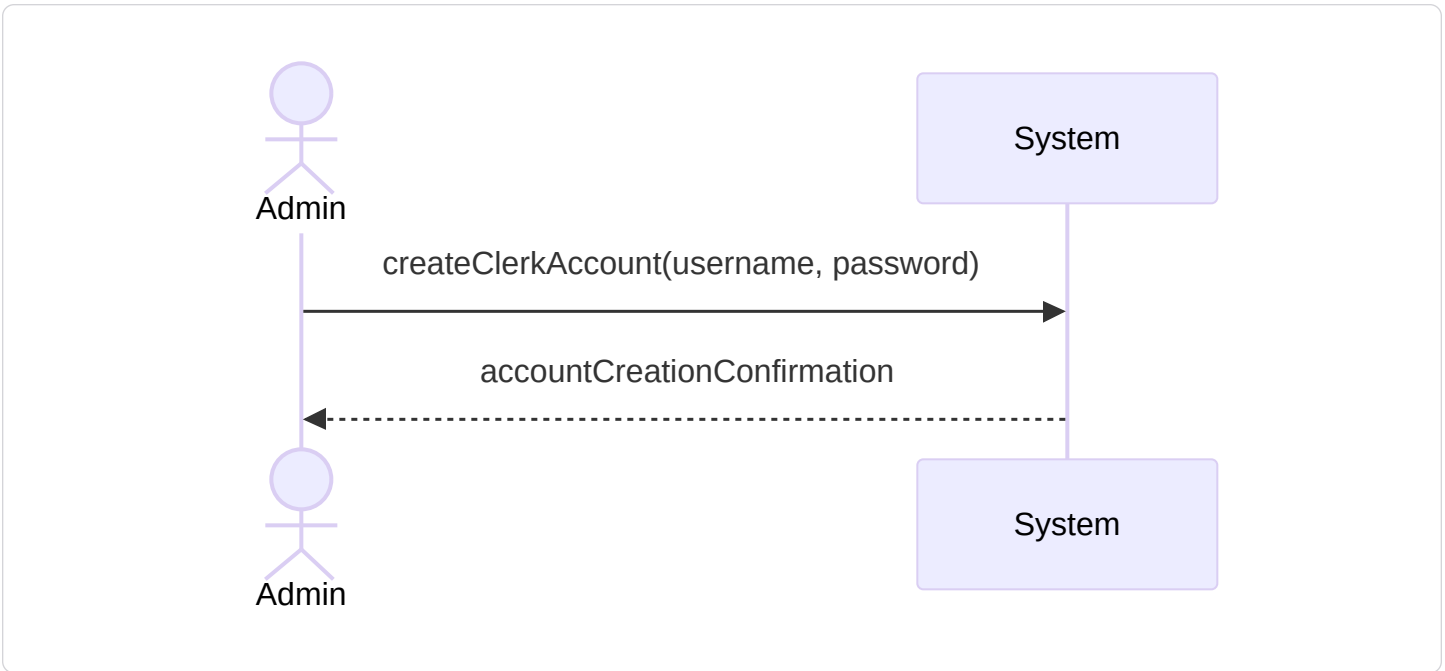 System
Admin
createClerkAccount(username, password)
accountCreationConfirmation
System
Admin